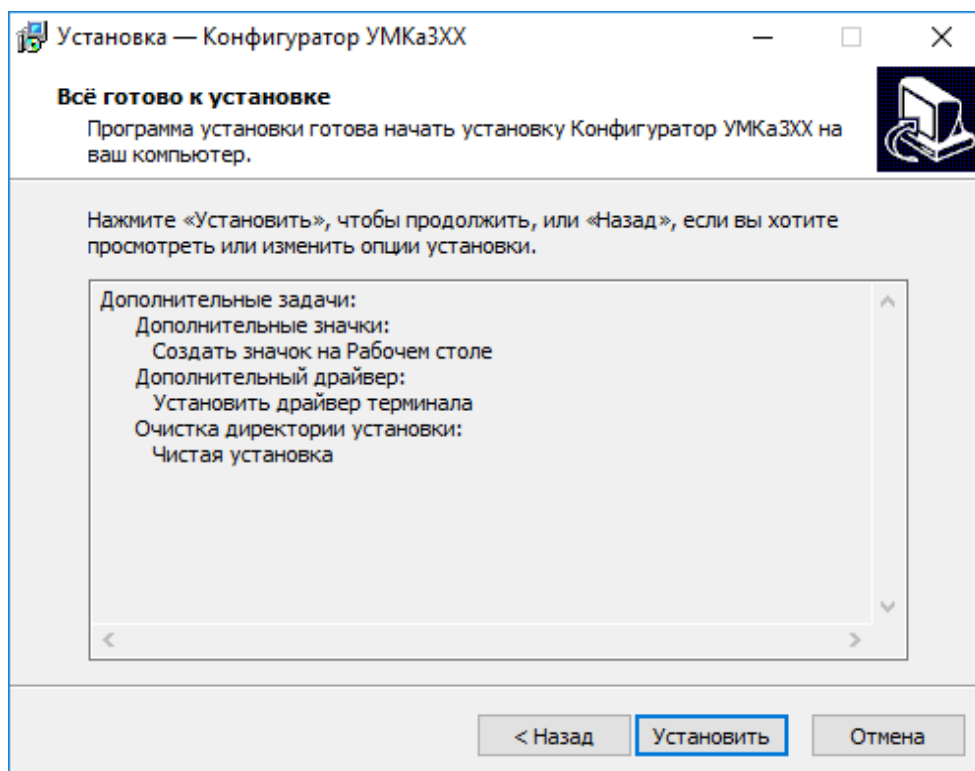 Установка — Конфигуратор УМКа3XX
Всё готово к установке
Программа установки готова начать установку Конфигуратор УМКа3XX на
ваш компьютер.
Нажмите «Установить», чтобы продолжить, или «Назад», если вы хотите
просмотреть или изменить опции установки.
Дополнительные задачи:
Дополнительные значки:
Создать значок на Рабочем столе
Дополнительный драйвер:
Установить драйвер терминала
Очистка директории установки:
Чистая установка
< Назад
Установить
Отмена